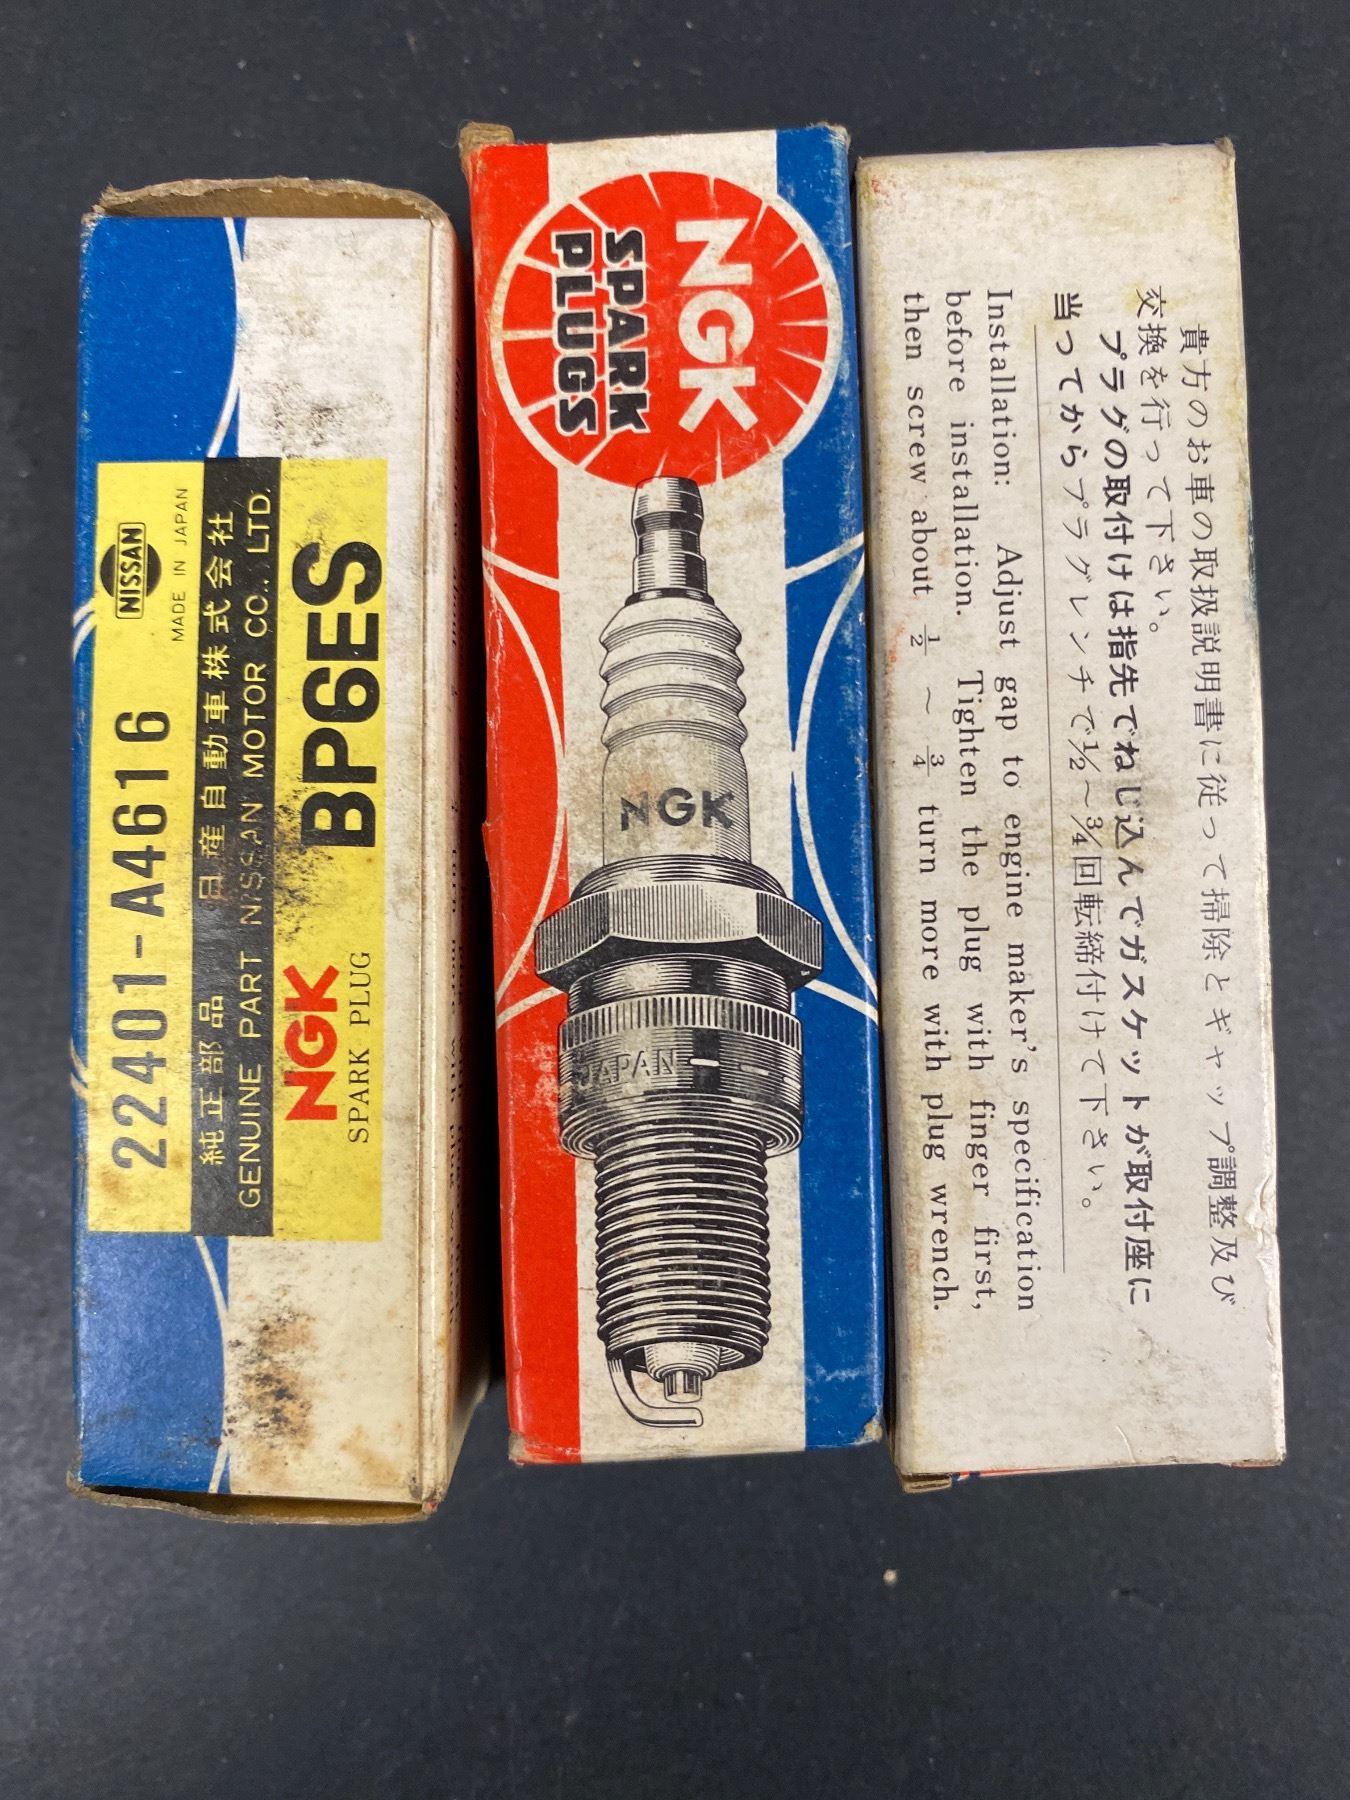 NISSAN
MADE IN JAPAN
22401-A4616
純正部品 日産自動車株式会社
GENUINE PART NISSAN MOTOR CO., LTD.
NGK
SPARK PLUG
BP6ES
NGK
SPARK
PLUGS
NGK
JAPAN
貴方のお車の取扱説明書に従って掃除とギャップ調整及び
交換を行って下さい。
プラグの取付けは指先でねじ込んでガスケットが取付座に
当ってからプラグレンチで1/2～3/4回転締付けて下さい。
Installation: Adjust gap to engine maker's specification
before installation. Tighten the plug with finger first,
then screw about 1/2 ~ 3/4 turn more with plug wrench.